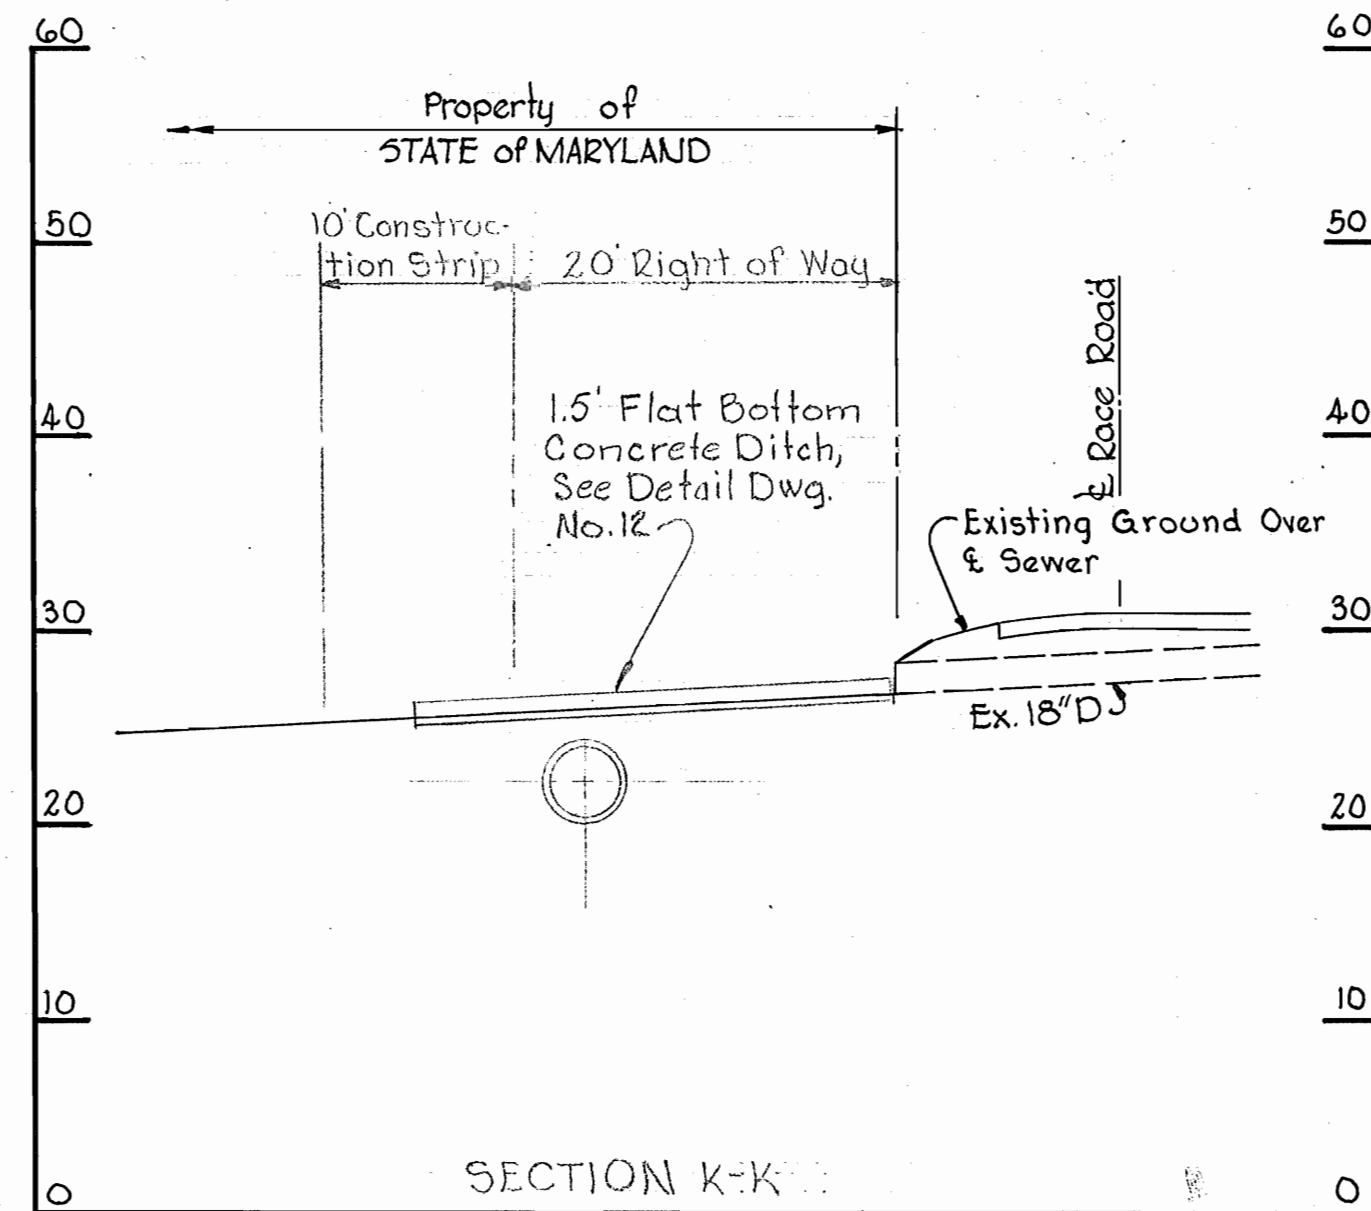 60
60
Property of
STATE of MARYLAND
50
50
10' Construc-
tion Strip
20' Right of Way
℄ Race Road
40
40
1.5' Flat Bottom
Concrete Ditch,
See Detail Dwg.
No.12
Existing Ground Over
℄ Sewer
30
30
Ex. 18"D
20
20
10
10
SECTION K-K
0
0